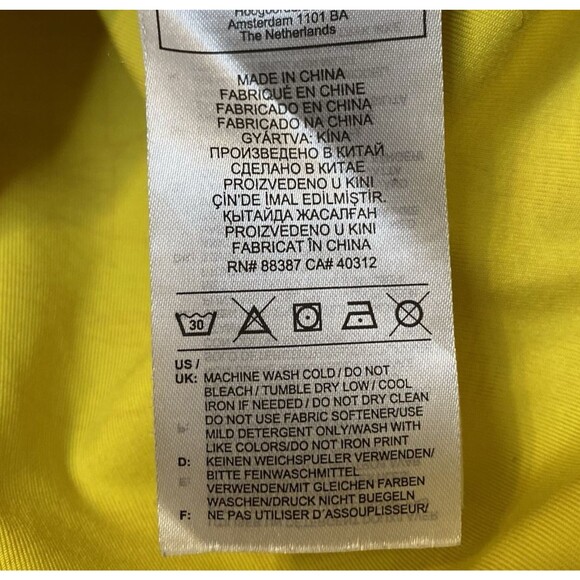 Amsterdam 1101 BA
The Netherlands
MADE IN CHINA
FABRIQUÉ EN CHINE
FABRICADO EN CHINA
FABRICADO NA CHINA
GYÁRTVA: KÍNA
ПРОИЗВЕДЕНО В КИТАЙ
СДЕЛАНО В КИТАЕ
PROIZVEDENO U KINI
ÇİN'DE İMAL EDİLMİŞTİR.
ҚЫТАЙДА ЖАСАЛҒАН
PROIZVEDENO U KINI
FABRICAT ÎN CHINA
RN# 88387 CA# 40312
30
US /
UK: MACHINE WASH COLD / DO NOT
BLEACH / TUMBLE DRY LOW / COOL
IRON IF NEEDED / DO NOT DRY CLEAN
DO NOT USE FABRIC SOFTENER/USE
MILD DETERGENT ONLY/WASH WITH
LIKE COLORS/DO NOT IRON PRINT
D: KEINEN WEICHSPUELER VERWENDEN/
BITTE FEINWASCHMITTEL
VERWENDEN/MIT GLEICHEN FARBEN
WASCHEN/DRUCK NICHT BUEGELN
F: NE PAS UTILISER D´ASSOUPLISEUR/